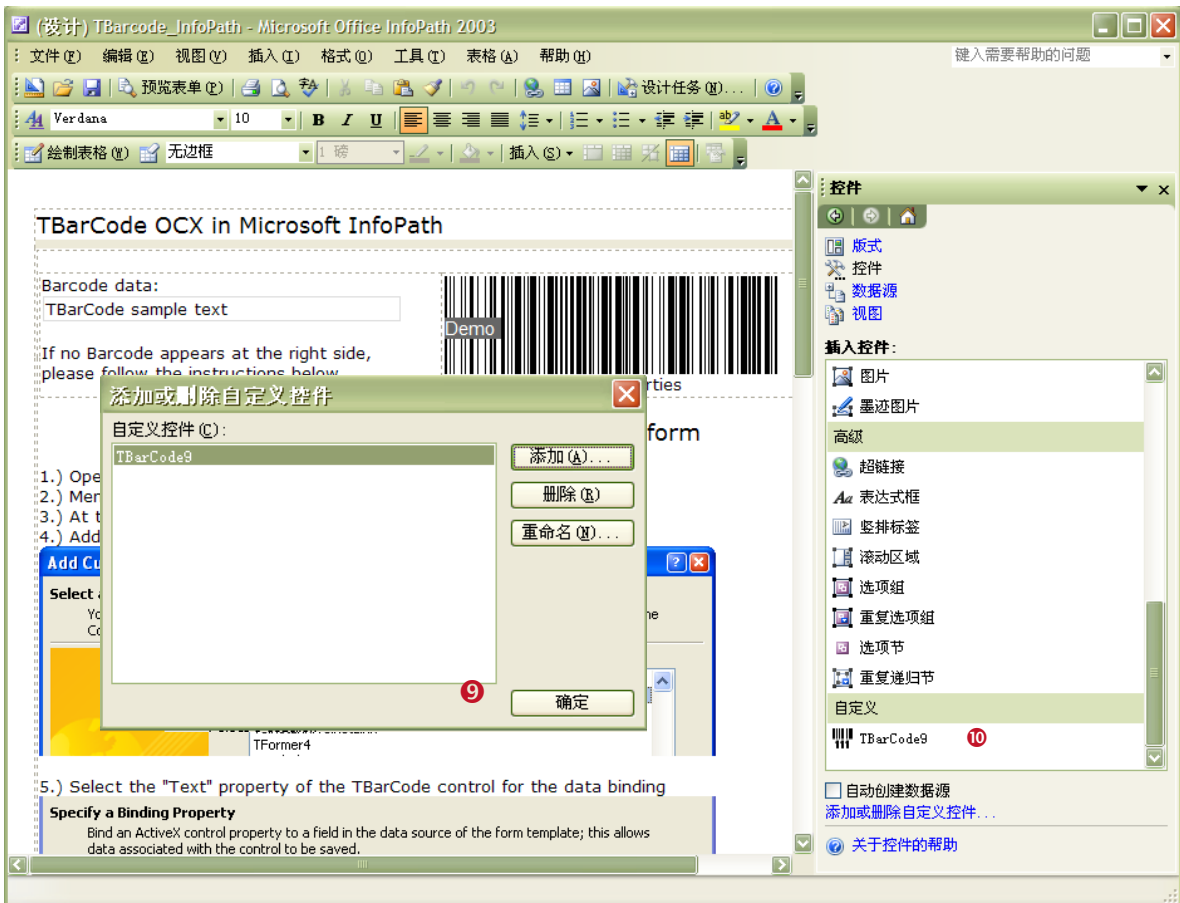 (设计) TBarcode_InfoPath - Microsoft Office InfoPath 2003
文件(F) 编辑(E) 视图(V) 插入(I) 格式(O) 工具(T) 表格(A) 帮助(H) 键入需要帮助的问题
预览表单(P) 设计任务(N)...
Verdana 10 B I U
绘制表格(W) 无边框 1 磅 插入(S)
TBarCode OCX in Microsoft InfoPath
Barcode data:
TBarCode sample text
Demo
If no Barcode appears at the right side,
please follow the instructions below
rties
form
1.) Ope
2.) Mer
3.) At t
4.) Add
Add Cu
Select
Yo
ne
Co
TFormer4
5.) Select the "Text" property of the TBarCode control for the data binding
Specify a Binding Property
Bind an ActiveX control property to a field in the data source of the form template; this allows
data associated with the control to be saved.
添加或删除自定义控件
自定义控件(C):
TBarCode9
添加(A)...
删除(R)
重命名(N)...
9
确定
控件
版式
控件
数据源
视图
插入控件:
图片
墨迹图片
高级
超链接
Aa 表达式框
竖排标签
滚动区域
选项组
重复选项组
选项节
重复递归节
自定义
TBarCode9 10
自动创建数据源
添加或删除自定义控件...
关于控件的帮助